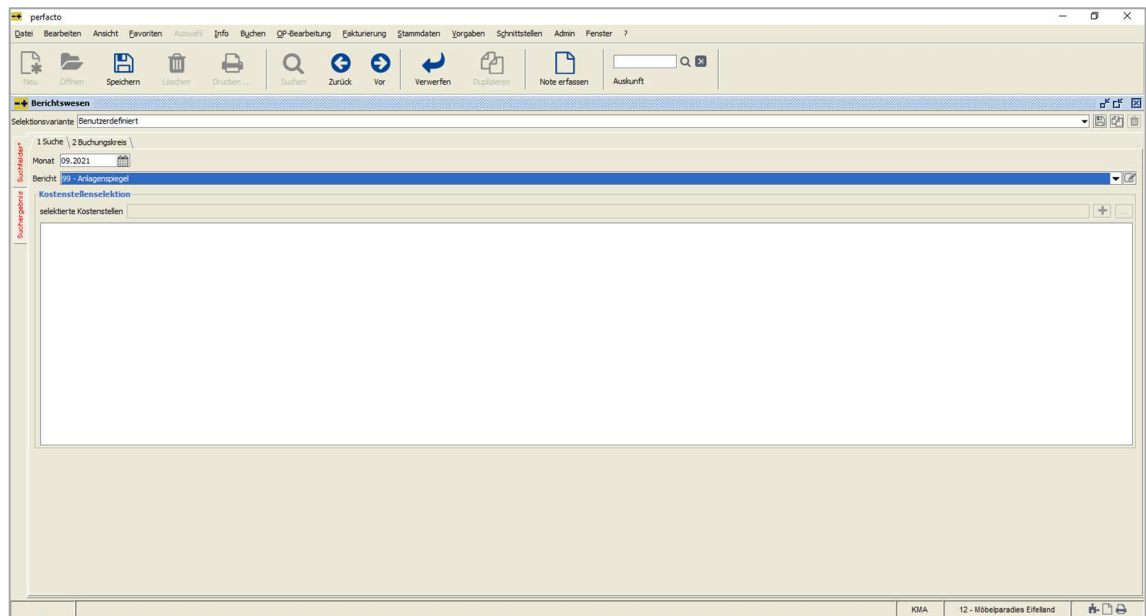 perfacto
Datei Bearbeiten Ansicht Favoriten Auswahl Info Buchen OP-Bearbeitung Fakturierung Stammdaten Vorgaben Schnittstellen Admin Fenster ?
Neu Öffnen Speichern Löschen Drucken ... Suchen Zurück Vor Verwerfen Duplizieren Note erfassen Auskunft
Berichtswesen
Selektionsvariante Benutzerdefiniert
1 Suche 2 Buchungskreis
Suchfelder*
Monat 09.2021
Bericht 99 - Anlagenspiegel
Suchergebnis
Kostenstellenselektion
selektierte Kostenstellen
KMA 12 - Möbelparadies Eifelland